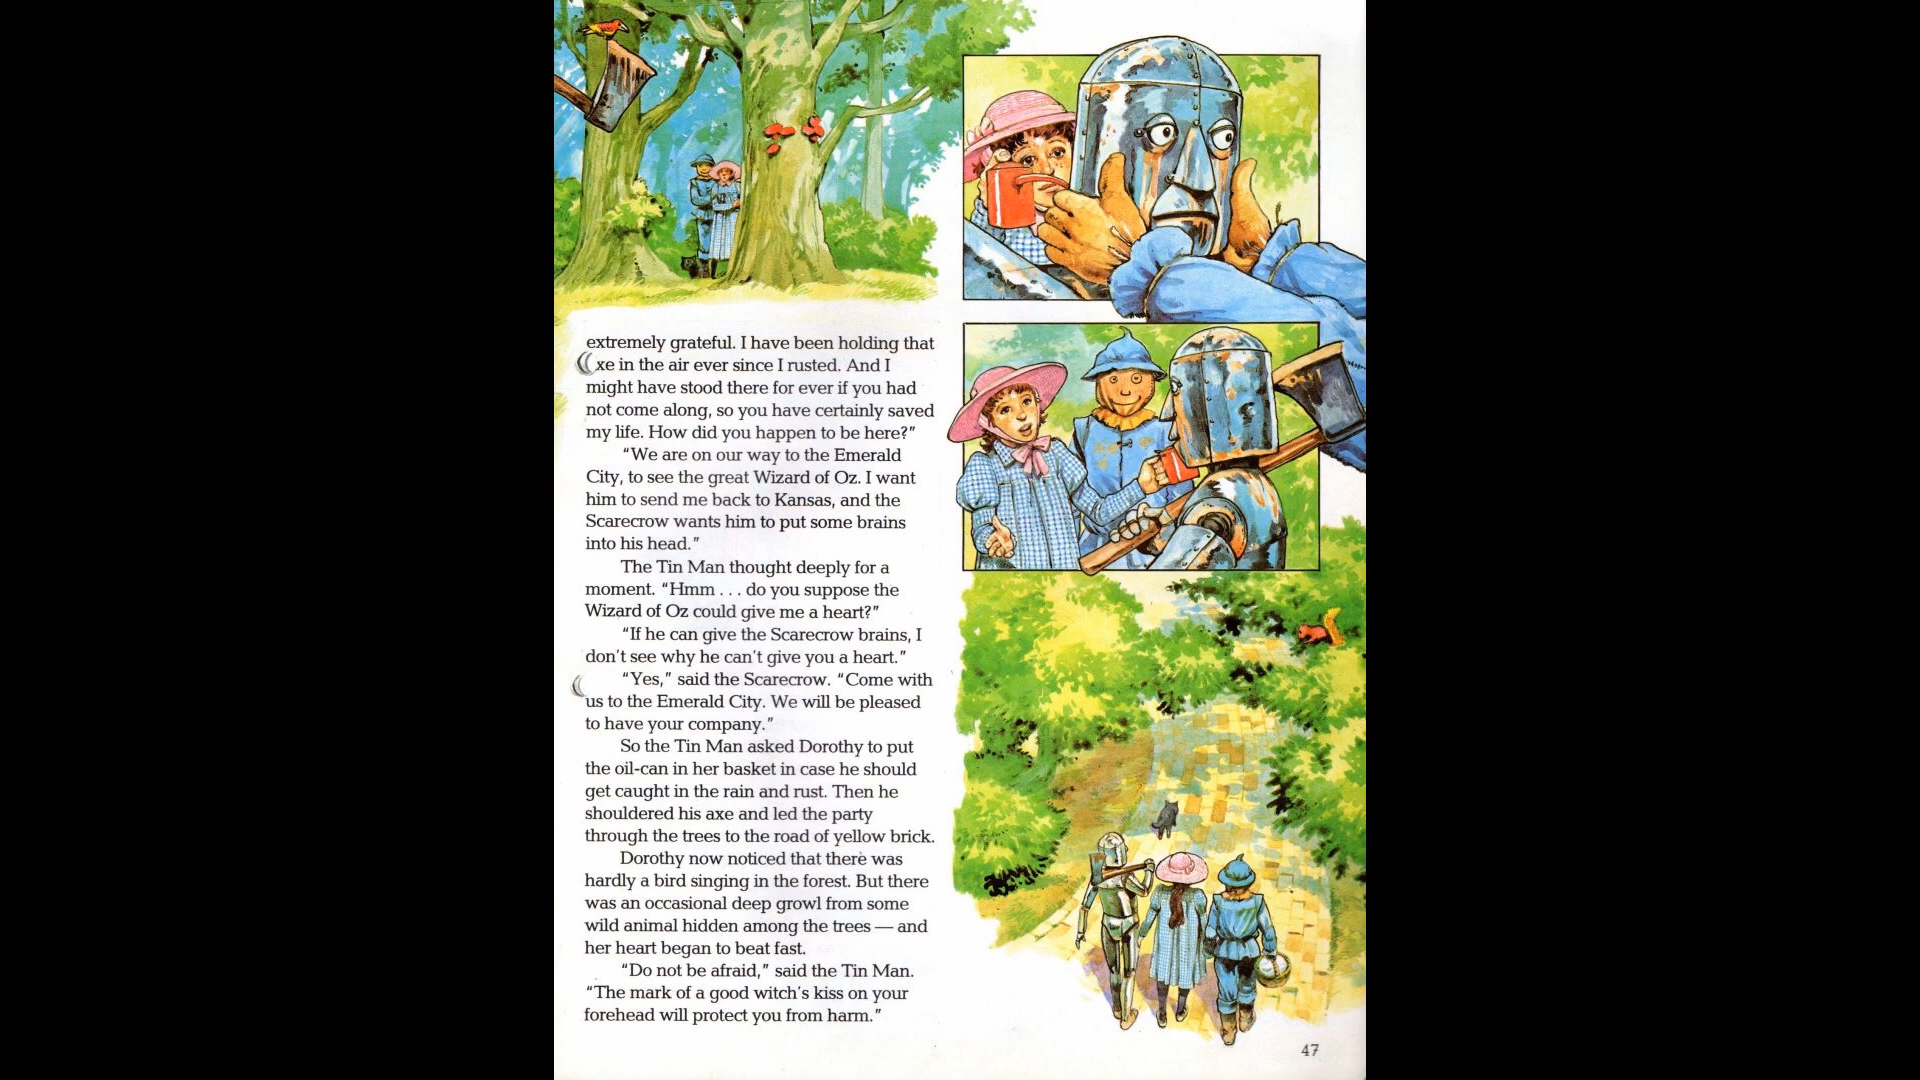 extremely grateful. I have been holding that
xe in the air ever since I rusted. And I
might have stood there for ever if you had
not come along, so you have certainly saved
my life. How did you happen to be here?"
"We are on our way to the Emerald
City, to see the great Wizard of Oz. I want
him to send me back to Kansas, and the
Scarecrow wants him to put some brains
into his head."
The Tin Man thought deeply for a
moment. "Hmm . . . do you suppose the
Wizard of Oz could give me a heart?"
"If he can give the Scarecrow brains, I
don't see why he can't give you a heart."
"Yes," said the Scarecrow. "Come with
us to the Emerald City. We will be pleased
to have your company."
So the Tin Man asked Dorothy to put
the oil-can in her basket in case he should
get caught in the rain and rust. Then he
shouldered his axe and led the party
through the trees to the road of yellow brick.
Dorothy now noticed that there was
hardly a bird singing in the forest. But there
was an occasional deep growl from some
wild animal hidden among the trees — and
her heart began to beat fast.
"Do not be afraid," said the Tin Man.
"The mark of a good witch's kiss on your
forehead will protect you from harm."
47